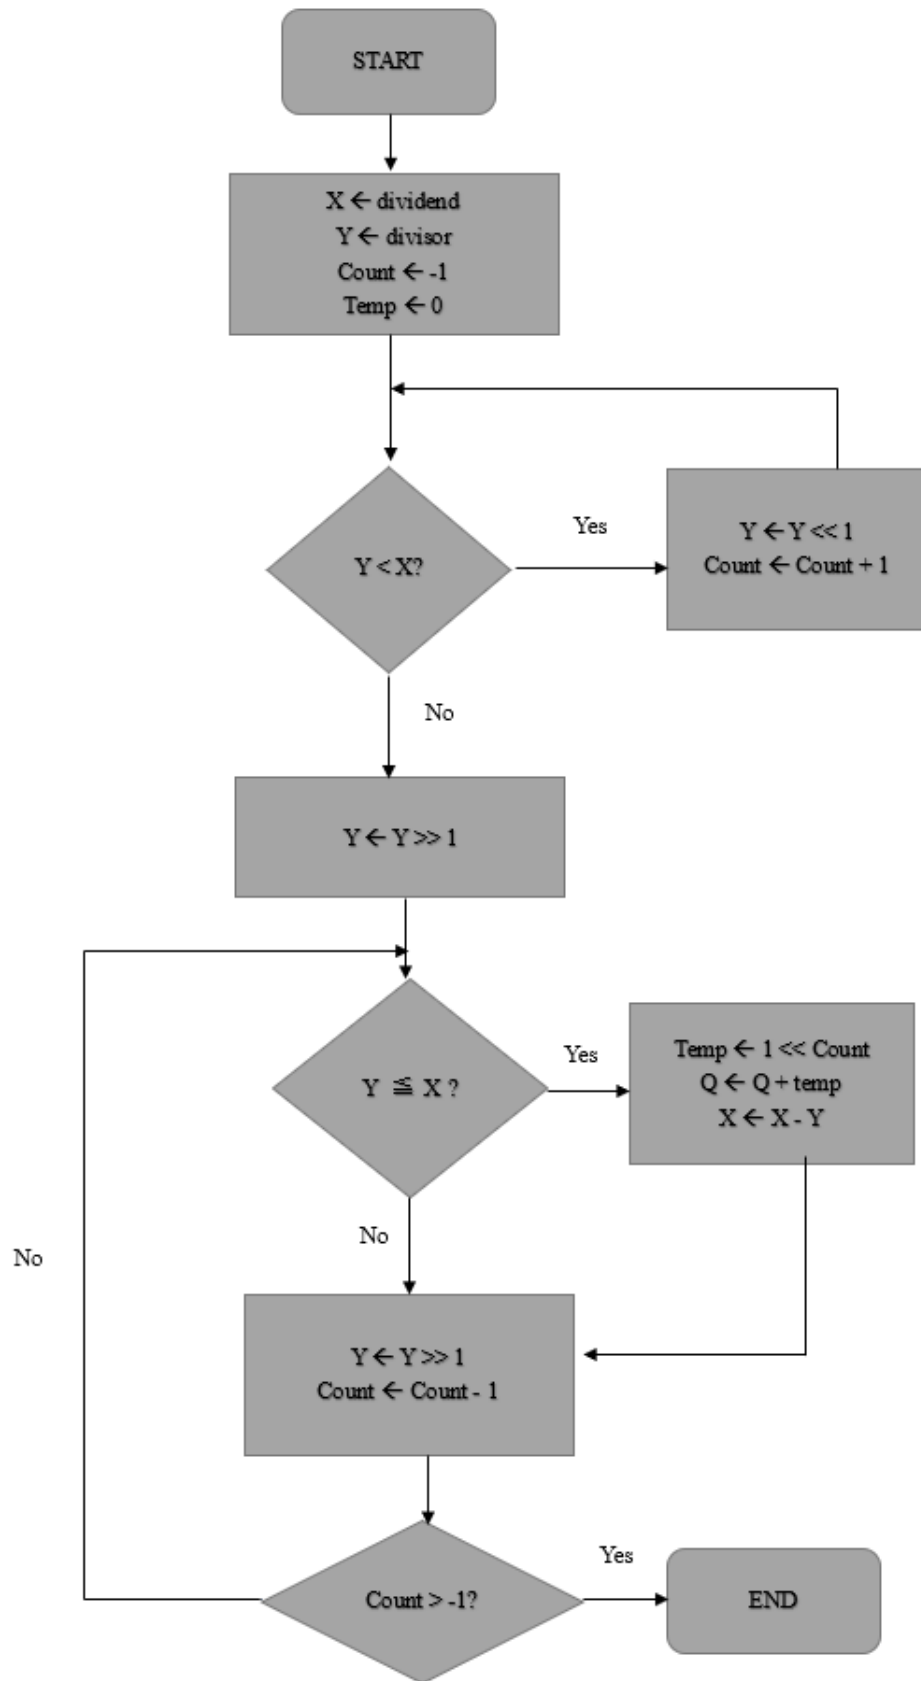 START
X ← dividend
Y ← divisor
Count ← -1
Temp ← 0
Y < X?
Yes
Y ← Y << 1
Count ← Count + 1
No
Y ← Y >> 1
Y ≦ X ?
Yes
Temp ← 1 << Count
Q ← Q + temp
X ← X - Y
No
No
Y ← Y >> 1
Count ← Count - 1
Count > -1?
Yes
END